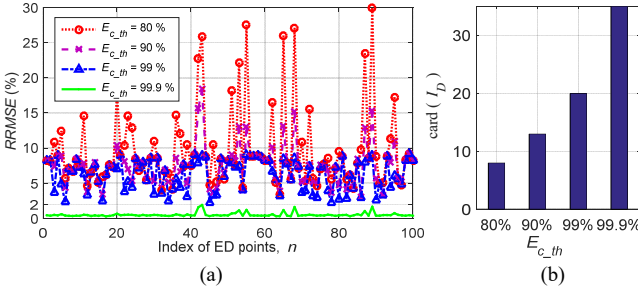 (a)
RRMSE (%)
30
25
20
15
10
5
2
0
E_c_th = 80 %
E_c_th = 90 %
E_c_th = 99 %
E_c_th = 99.9 %
0 20 40 60 80 100
Index of ED points, n
(a)
card ( I_D )
30
20
10
0
80% 90% 99% 99.9%
E_c_th
(b)